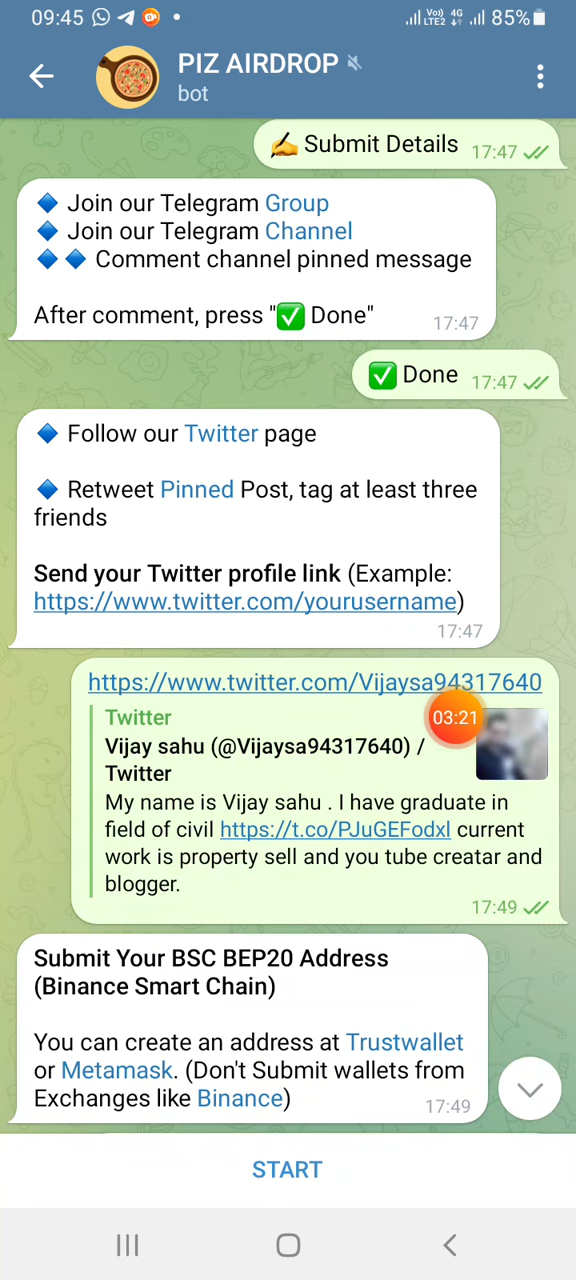 09:45 Vo)) LTE2 4G 85%
PIZ AIRDROP
bot
✍️ Submit Details 17:47
🔷 Join our Telegram Group
🔷 Join our Telegram Channel
🔷🔷 Comment channel pinned message
After comment, press "✅ Done" 17:47
✅ Done 17:47
🔷 Follow our Twitter page
🔷 Retweet Pinned Post, tag at least three
friends
Send your Twitter profile link (Example:
https://www.twitter.com/yourusername)
17:47
https://www.twitter.com/Vijaysa94317640
Twitter
03:21
Vijay sahu (@Vijaysa94317640) /
Twitter
My name is Vijay sahu . I have graduate in
field of civil https://t.co/PJuGEFodxl current
work is property sell and you tube creatar and
blogger.
17:49
Submit Your BSC BEP20 Address
(Binance Smart Chain)
You can create an address at Trustwallet
or Metamask. (Don't Submit wallets from
Exchanges like Binance) 17:49
START